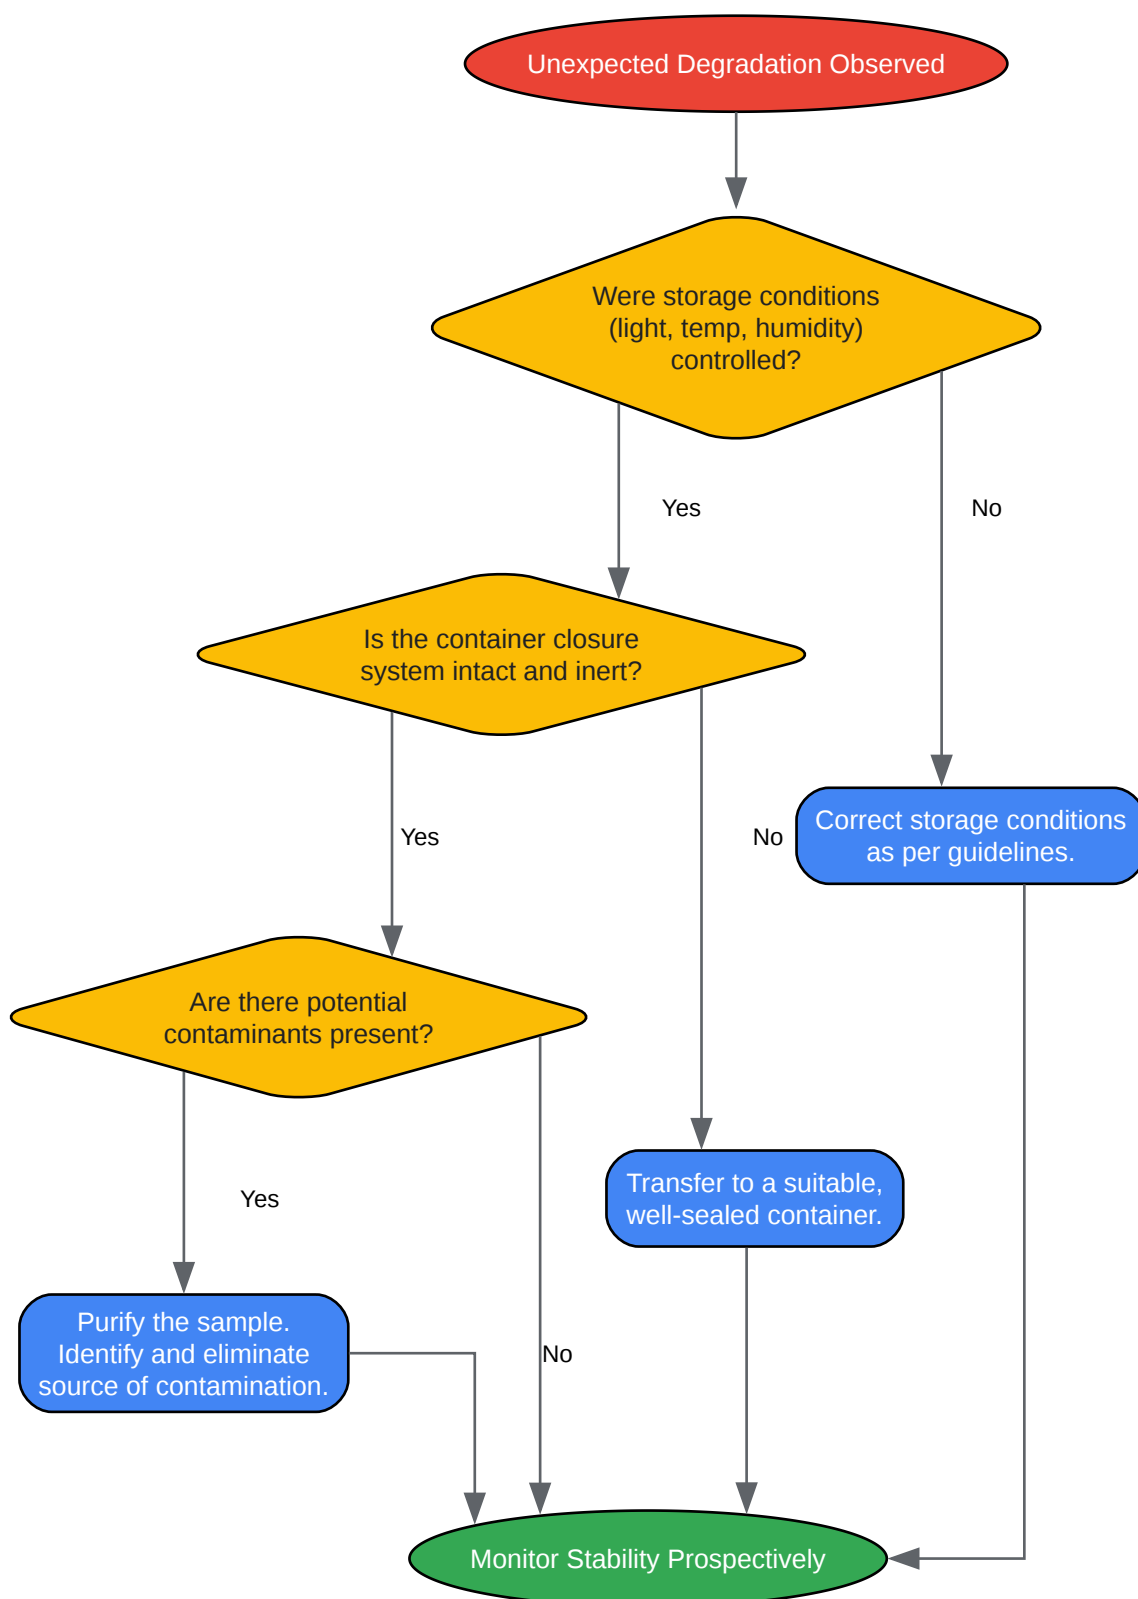 Unexpected Degradation Observed
Were storage conditions
(light, temp, humidity)
controlled?
Yes
No
Is the container closure
system intact and inert?
Yes
No
Correct storage conditions
as per guidelines.
Are there potential
contaminants present?
Yes
Transfer to a suitable,
well-sealed container.
Purify the sample.
Identify and eliminate
source of contamination.
No
Monitor Stability Prospectively